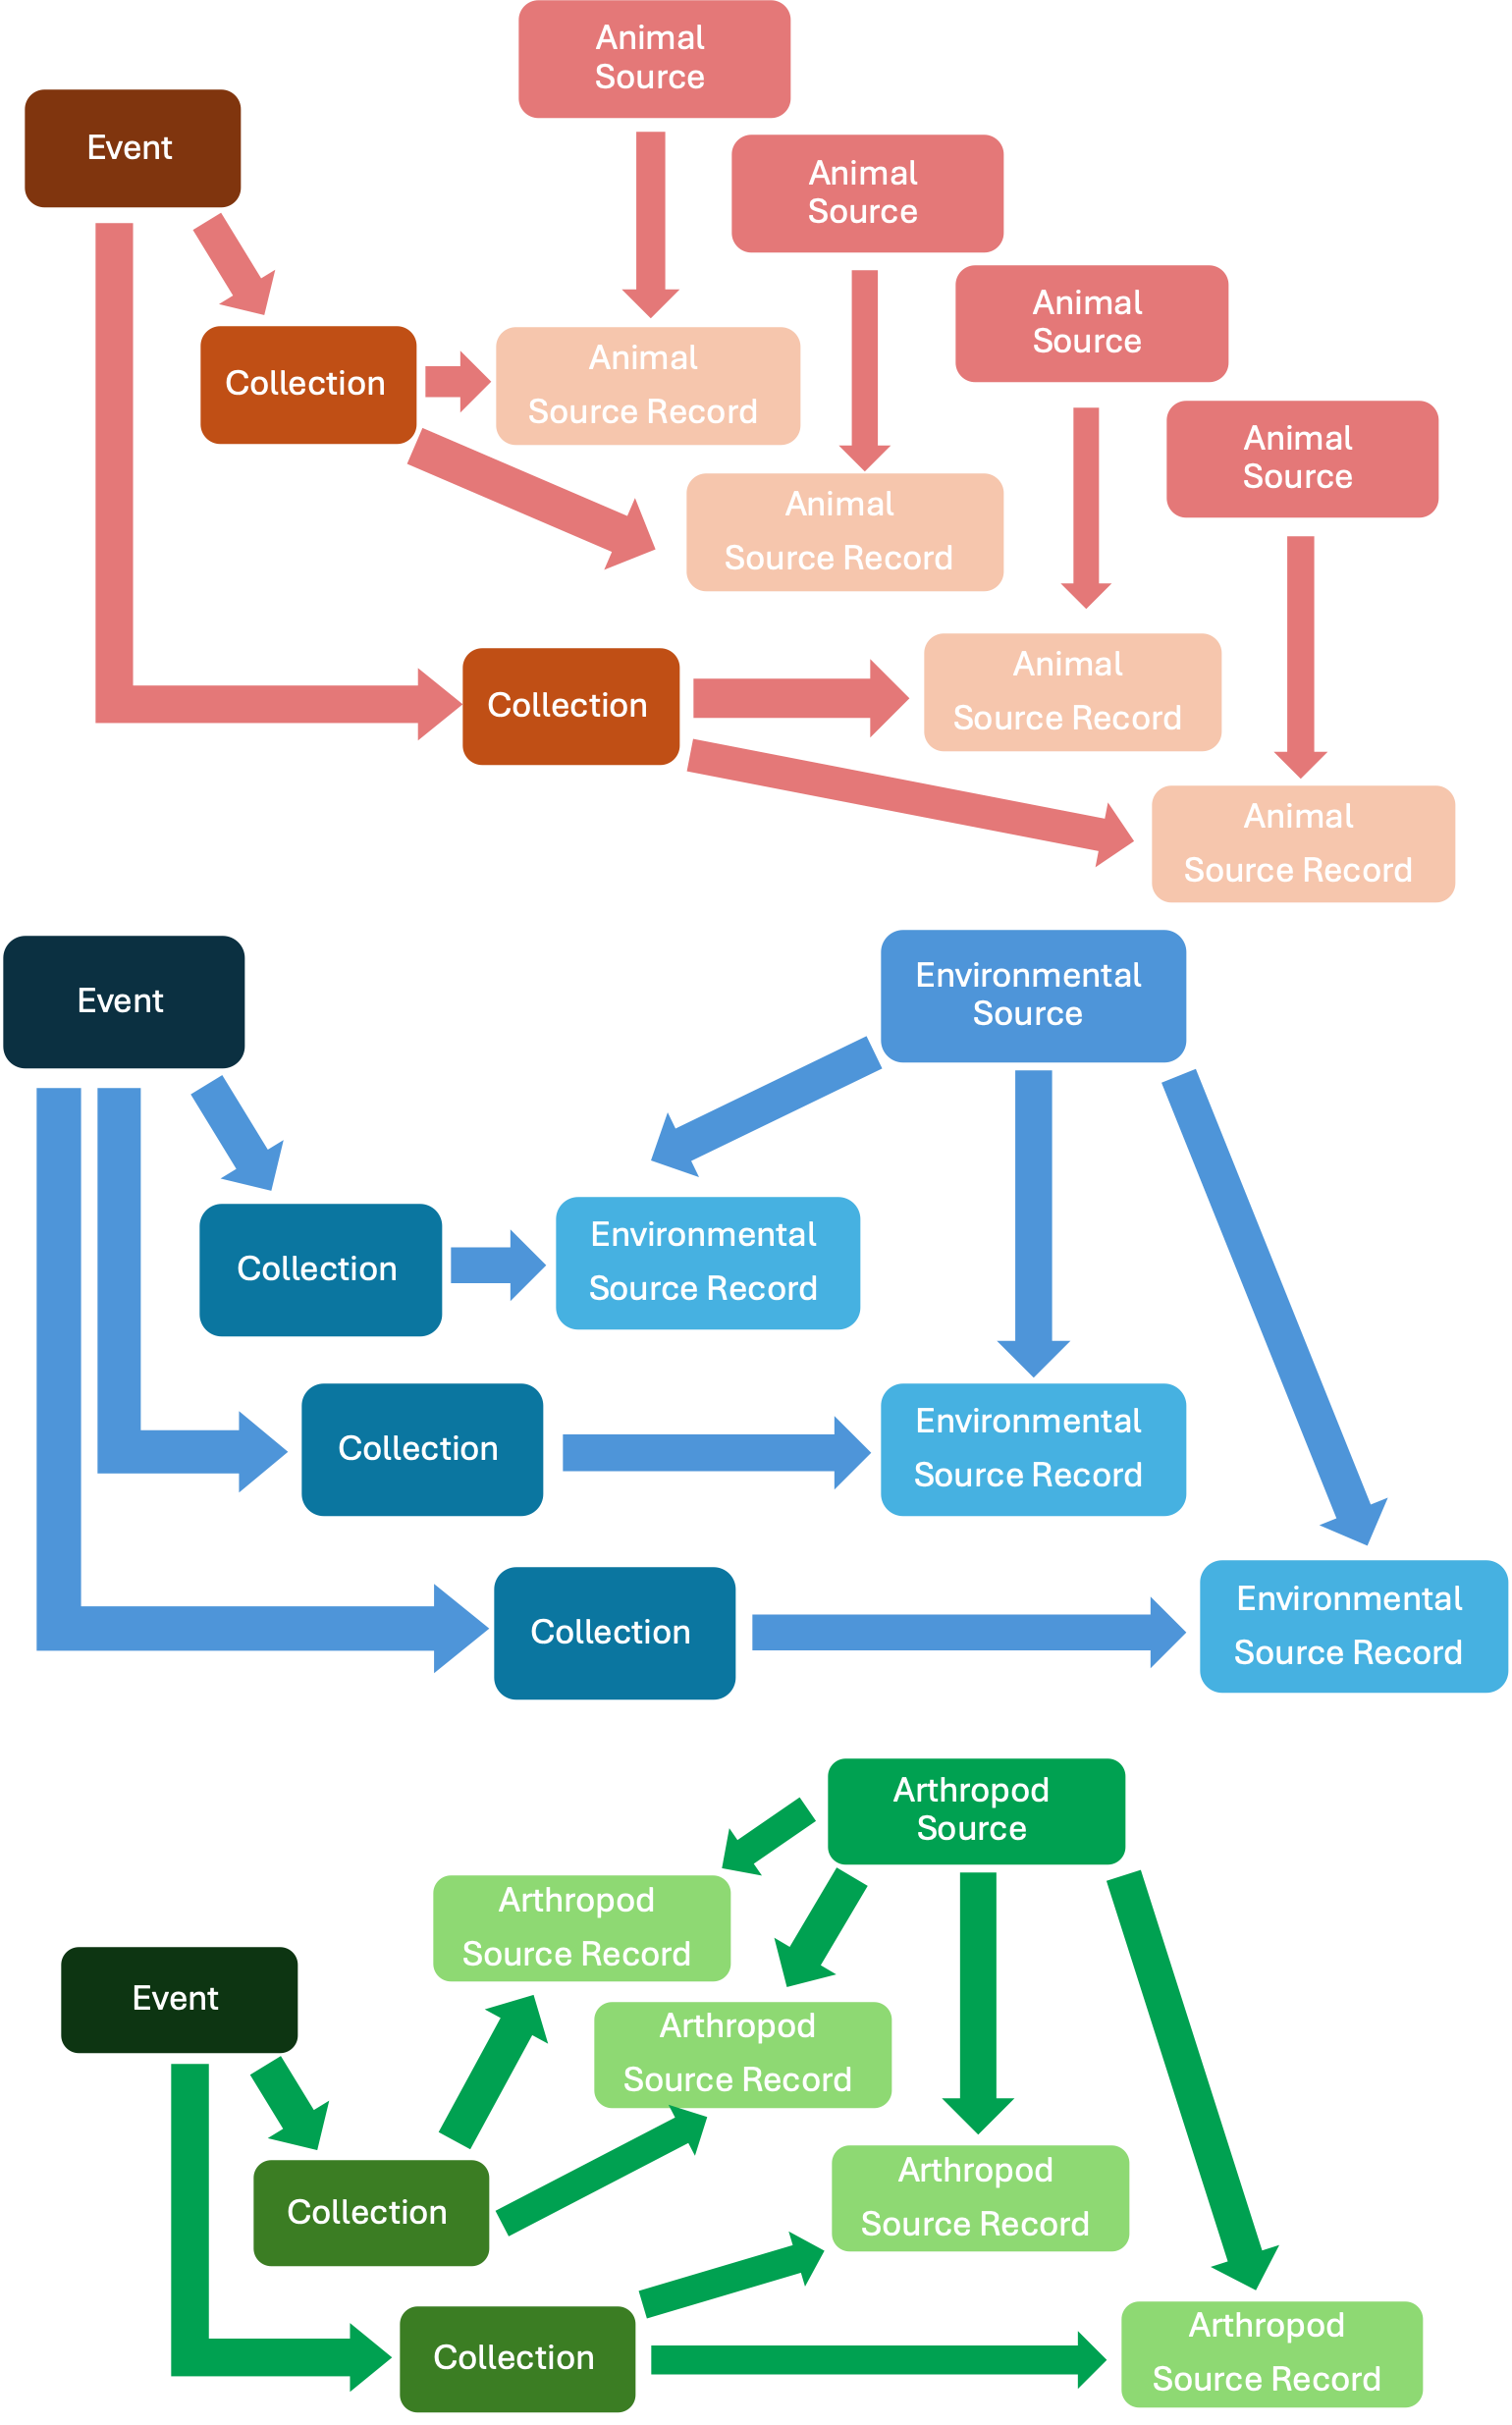 Animal
Source
Event
Animal
Source
Animal
Source
Collection
Animal
Source Record
Animal
Source
Animal
Source Record
Collection
Animal
Source Record
Animal
Source Record
Event
Environmental
Source
Collection
Environmental
Source Record
Collection
Environmental
Source Record
Collection
Environmental
Source Record
Arthropod
Source
Arthropod
Source Record
Event
Arthropod
Source Record
Collection
Arthropod
Source Record
Collection
Arthropod
Source Record